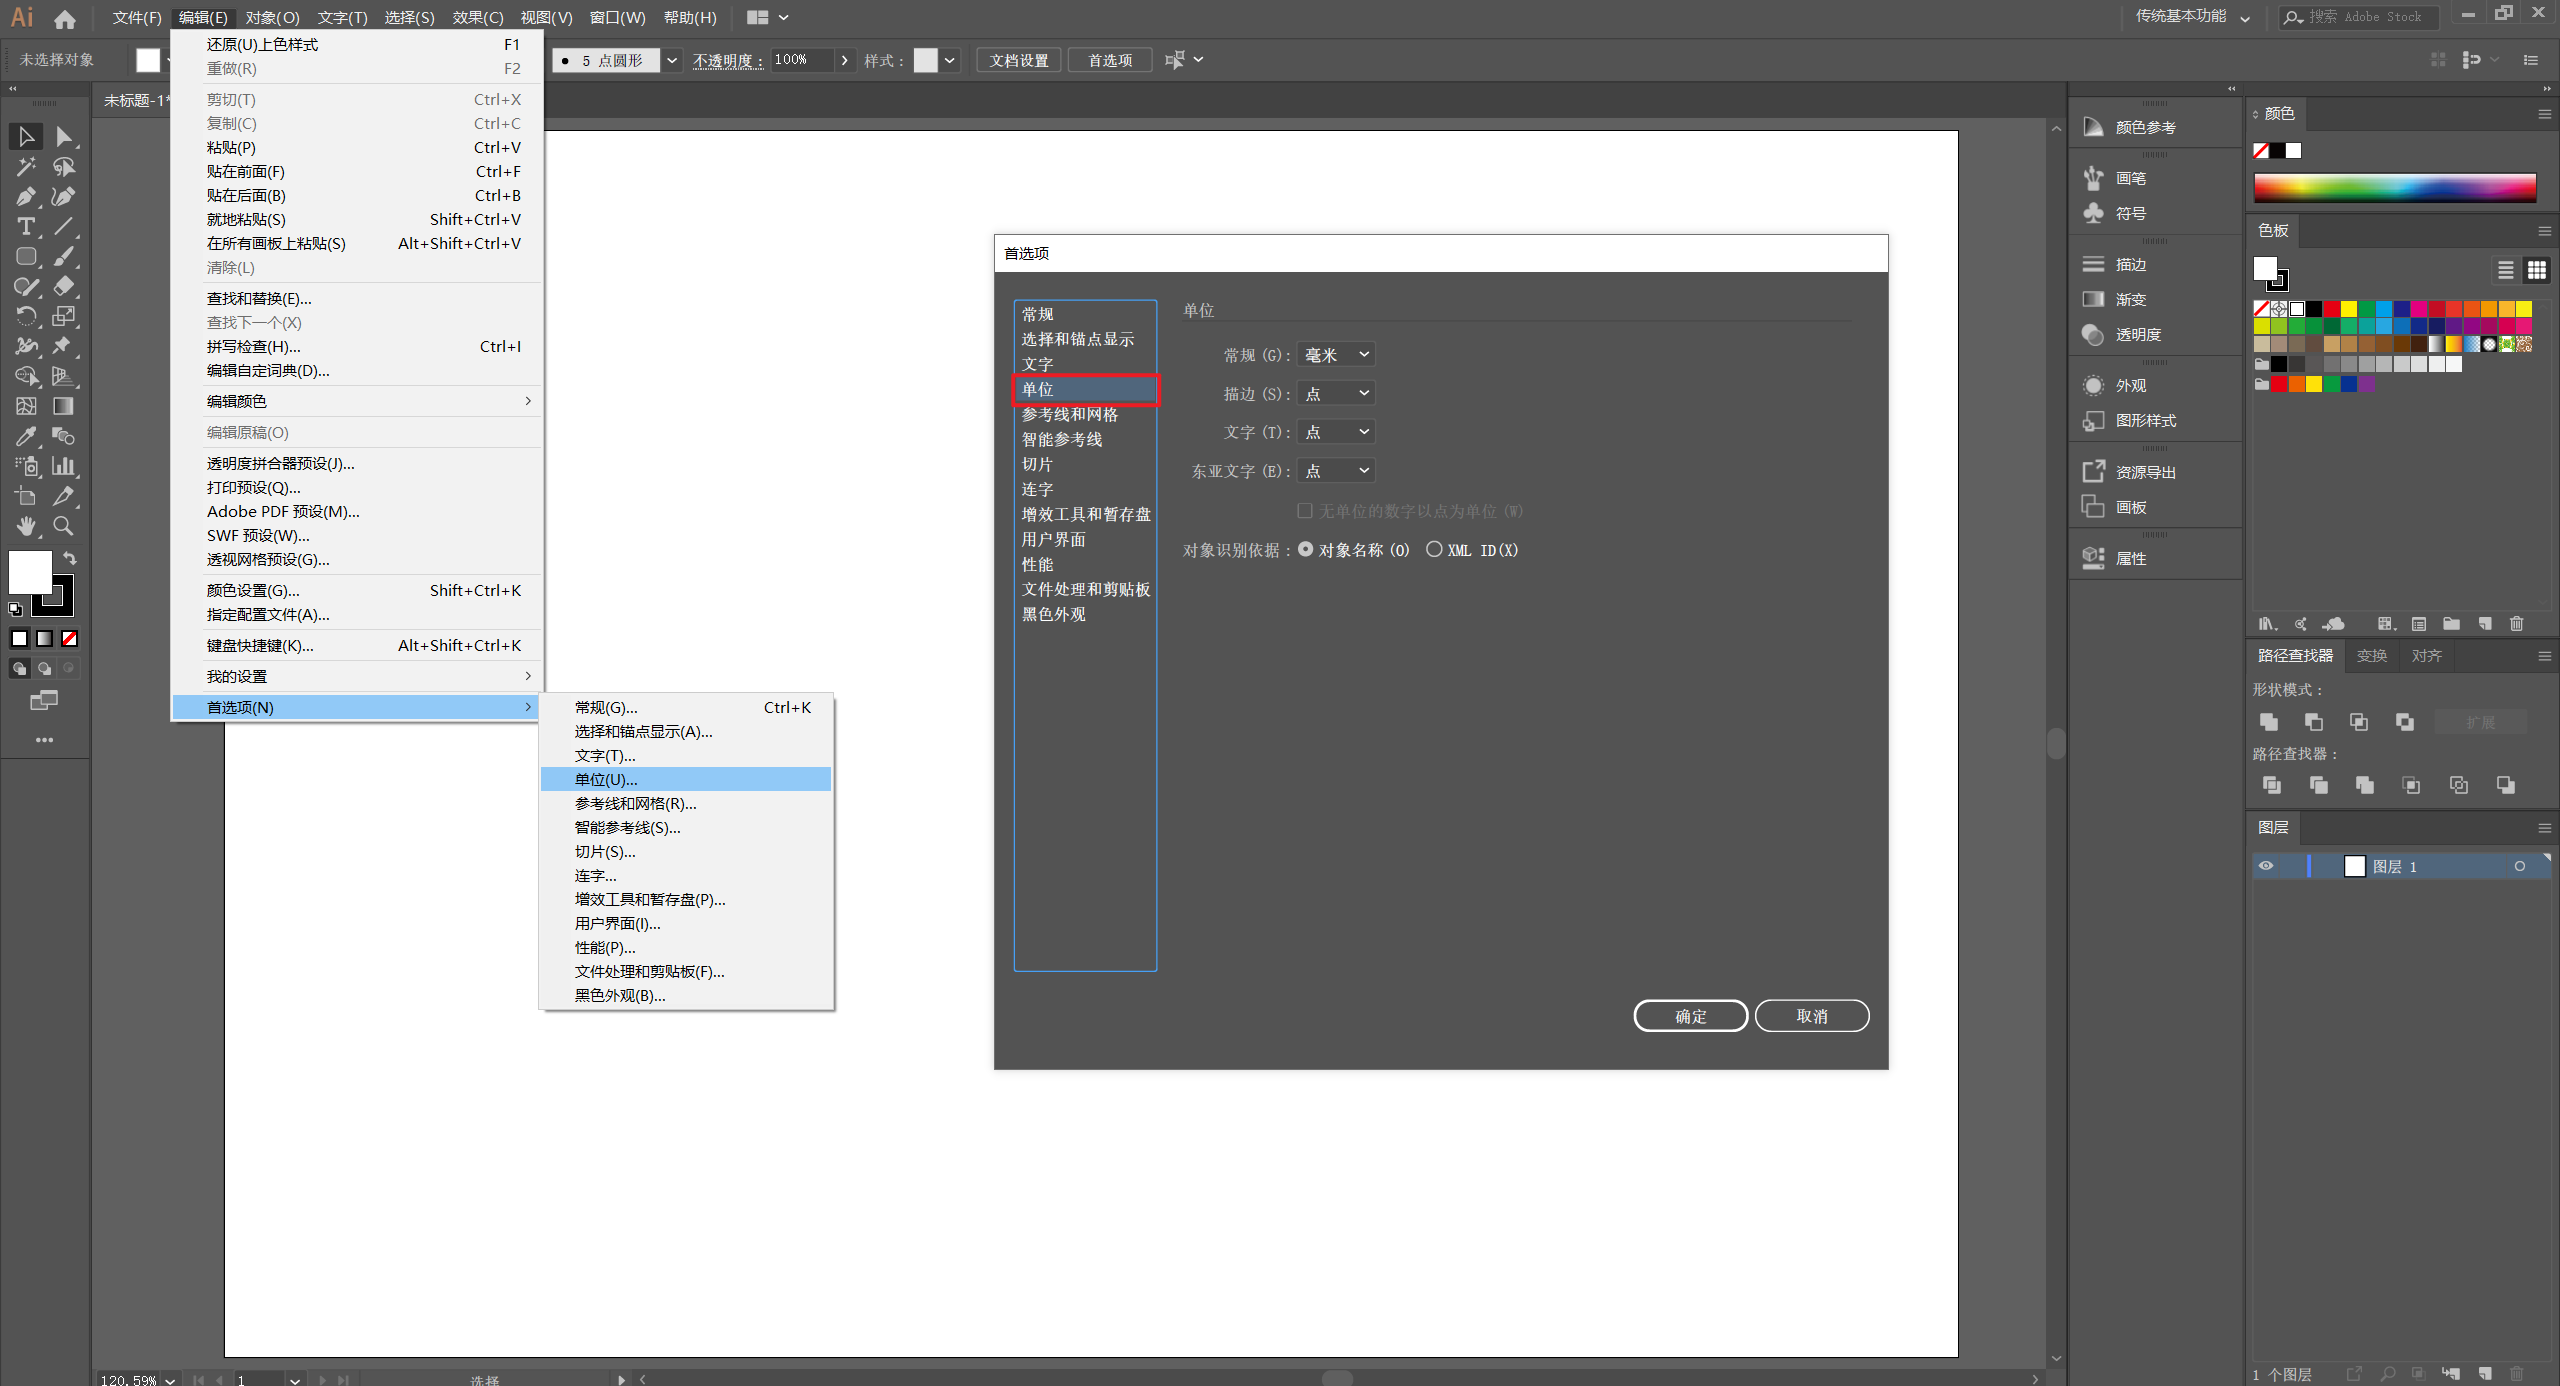 Ai 文件(F) 编辑(E) 对象(O) 文字(T) 选择(S) 效果(C) 视图(V) 窗口(W) 帮助(H) 传统基本功能 搜索 Adobe Stock
未选择对象 5 点圆形 不透明度: 100% 样式: 文档设置 首选项
未标题-1*
还原(U)上色样式 F1
重做(R) F2
剪切(T) Ctrl+X
复制(C) Ctrl+C
粘贴(P) Ctrl+V
贴在前面(F) Ctrl+F
贴在后面(B) Ctrl+B
就地粘贴(S) Shift+Ctrl+V
在所有画板上粘贴(S) Alt+Shift+Ctrl+V
清除(L)
查找和替换(E)...
查找下一个(X)
拼写检查(H)... Ctrl+I
编辑自定词典(D)...
编辑颜色
编辑原稿(O)
透明度拼合器预设(J)...
打印预设(Q)...
Adobe PDF 预设(M)...
SWF 预设(W)...
透视网格预设(G)...
颜色设置(G)... Shift+Ctrl+K
指定配置文件(A)...
键盘快捷键(K)... Alt+Shift+Ctrl+K
我的设置
首选项(N)
常规(G)... Ctrl+K
选择和锚点显示(A)...
文字(T)...
单位(U)...
参考线和网格(R)...
智能参考线(S)...
切片(S)...
连字...
增效工具和暂存盘(P)...
用户界面(I)...
性能(P)...
文件处理和剪贴板(F)...
黑色外观(B)...
首选项
常规
选择和锚点显示
文字
单位
参考线和网格
智能参考线
切片
连字
增效工具和暂存盘
用户界面
性能
文件处理和剪贴板
黑色外观
单位
常规 (G): 毫米
描边 (S): 点
文字 (T): 点
东亚文字 (E): 点
无单位的数字以点为单位 (W)
对象识别依据: 对象名称 (O) XML ID(X)
确定 取消
颜色参考
画笔
符号
描边
渐变
透明度
外观
图形样式
资源导出
画板
属性
颜色
色板
路径查找器 变换 对齐
形状模式:
扩展
路径查找器:
图层
图层 1
1 个图层
120.59% 1 选择